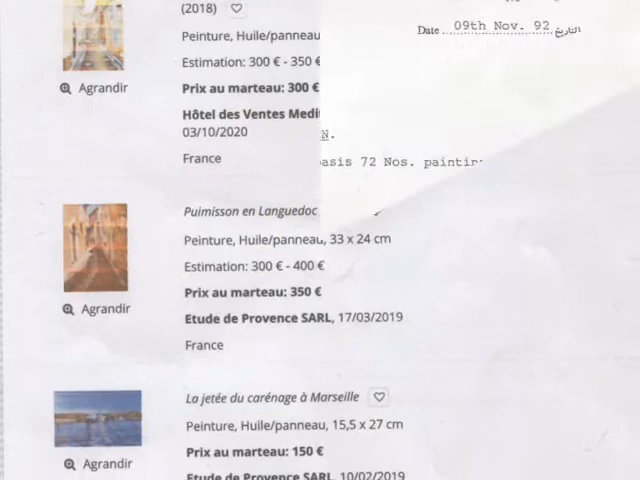 (2018)
Peinture, Huile/panneau
Estimation: 300 € - 350 €
Prix au marteau: 300 €
Agrandir
Hôtel des Ventes
03/10/2020
France
Date 09th Nov. 92 التاريخ
N.
basis 72 Nos.
Puimisson en Languedoc
Peinture, Huile/panneau, 33 x 24 cm
Estimation: 300 € - 400 €
Prix au marteau: 350 €
Agrandir
Etude de Provence SARL, 17/03/2019
France
La jetée du carénage à Marseille
Peinture, Huile/panneau, 15,5 x 27 cm
Prix au marteau: 150 €
Agrandir
Etude de Provence SARL, 10/02/2019